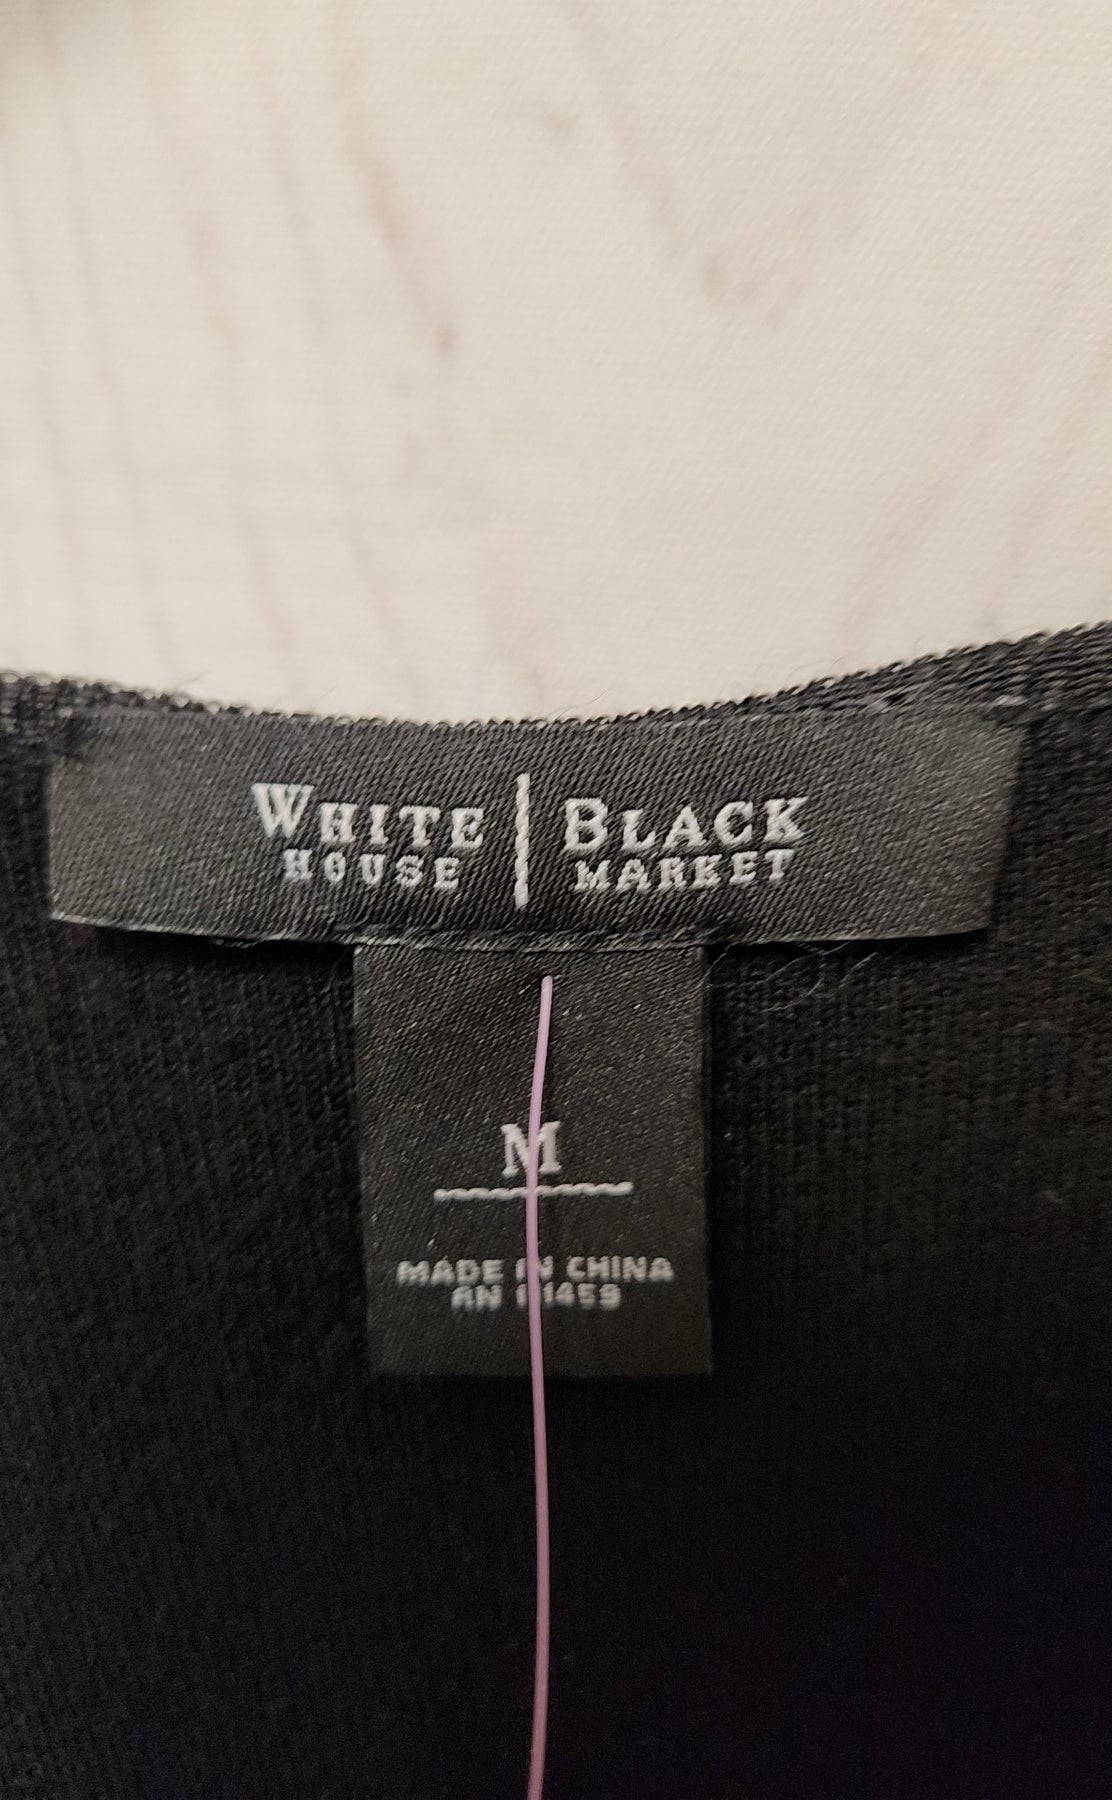 WHITE HOUSE | BLACK MARKET
M
MADE IN CHINA
RN